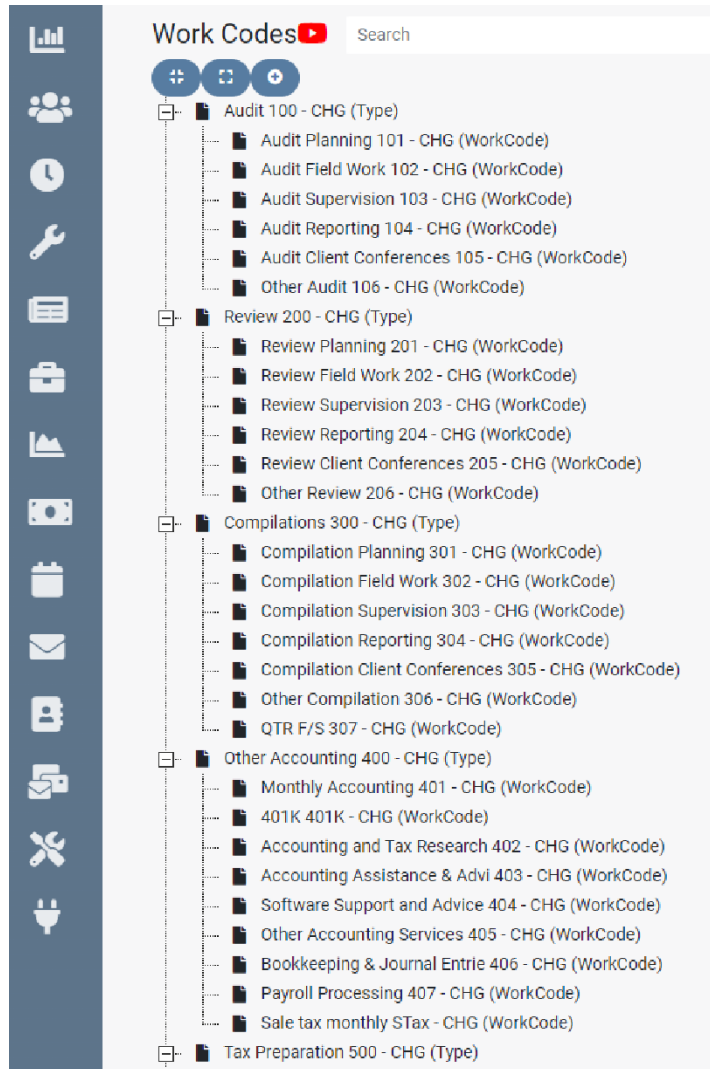 Work Codes
Search
Audit 100 - CHG (Type)
Audit Planning 101 - CHG (WorkCode)
Audit Field Work 102 - CHG (WorkCode)
Audit Supervision 103 - CHG (WorkCode)
Audit Reporting 104 - CHG (WorkCode)
Audit Client Conferences 105 - CHG (WorkCode)
Other Audit 106 - CHG (WorkCode)
Review 200 - CHG (Type)
Review Planning 201 - CHG (WorkCode)
Review Field Work 202 - CHG (WorkCode)
Review Supervision 203 - CHG (WorkCode)
Review Reporting 204 - CHG (WorkCode)
Review Client Conferences 205 - CHG (WorkCode)
Other Review 206 - CHG (WorkCode)
Compilations 300 - CHG (Type)
Compilation Planning 301 - CHG (WorkCode)
Compilation Field Work 302 - CHG (WorkCode)
Compilation Supervision 303 - CHG (WorkCode)
Compilation Reporting 304 - CHG (WorkCode)
Compilation Client Conferences 305 - CHG (WorkCode)
Other Compilation 306 - CHG (WorkCode)
QTR F/S 307 - CHG (WorkCode)
Other Accounting 400 - CHG (Type)
Monthly Accounting 401 - CHG (WorkCode)
401K 401K - CHG (WorkCode)
Accounting and Tax Research 402 - CHG (WorkCode)
Accounting Assistance & Advi 403 - CHG (WorkCode)
Software Support and Advice 404 - CHG (WorkCode)
Other Accounting Services 405 - CHG (WorkCode)
Bookkeeping & Journal Entrie 406 - CHG (WorkCode)
Payroll Processing 407 - CHG (WorkCode)
Sale tax monthly STax - CHG (WorkCode)
Tax Preparation 500 - CHG (Type)